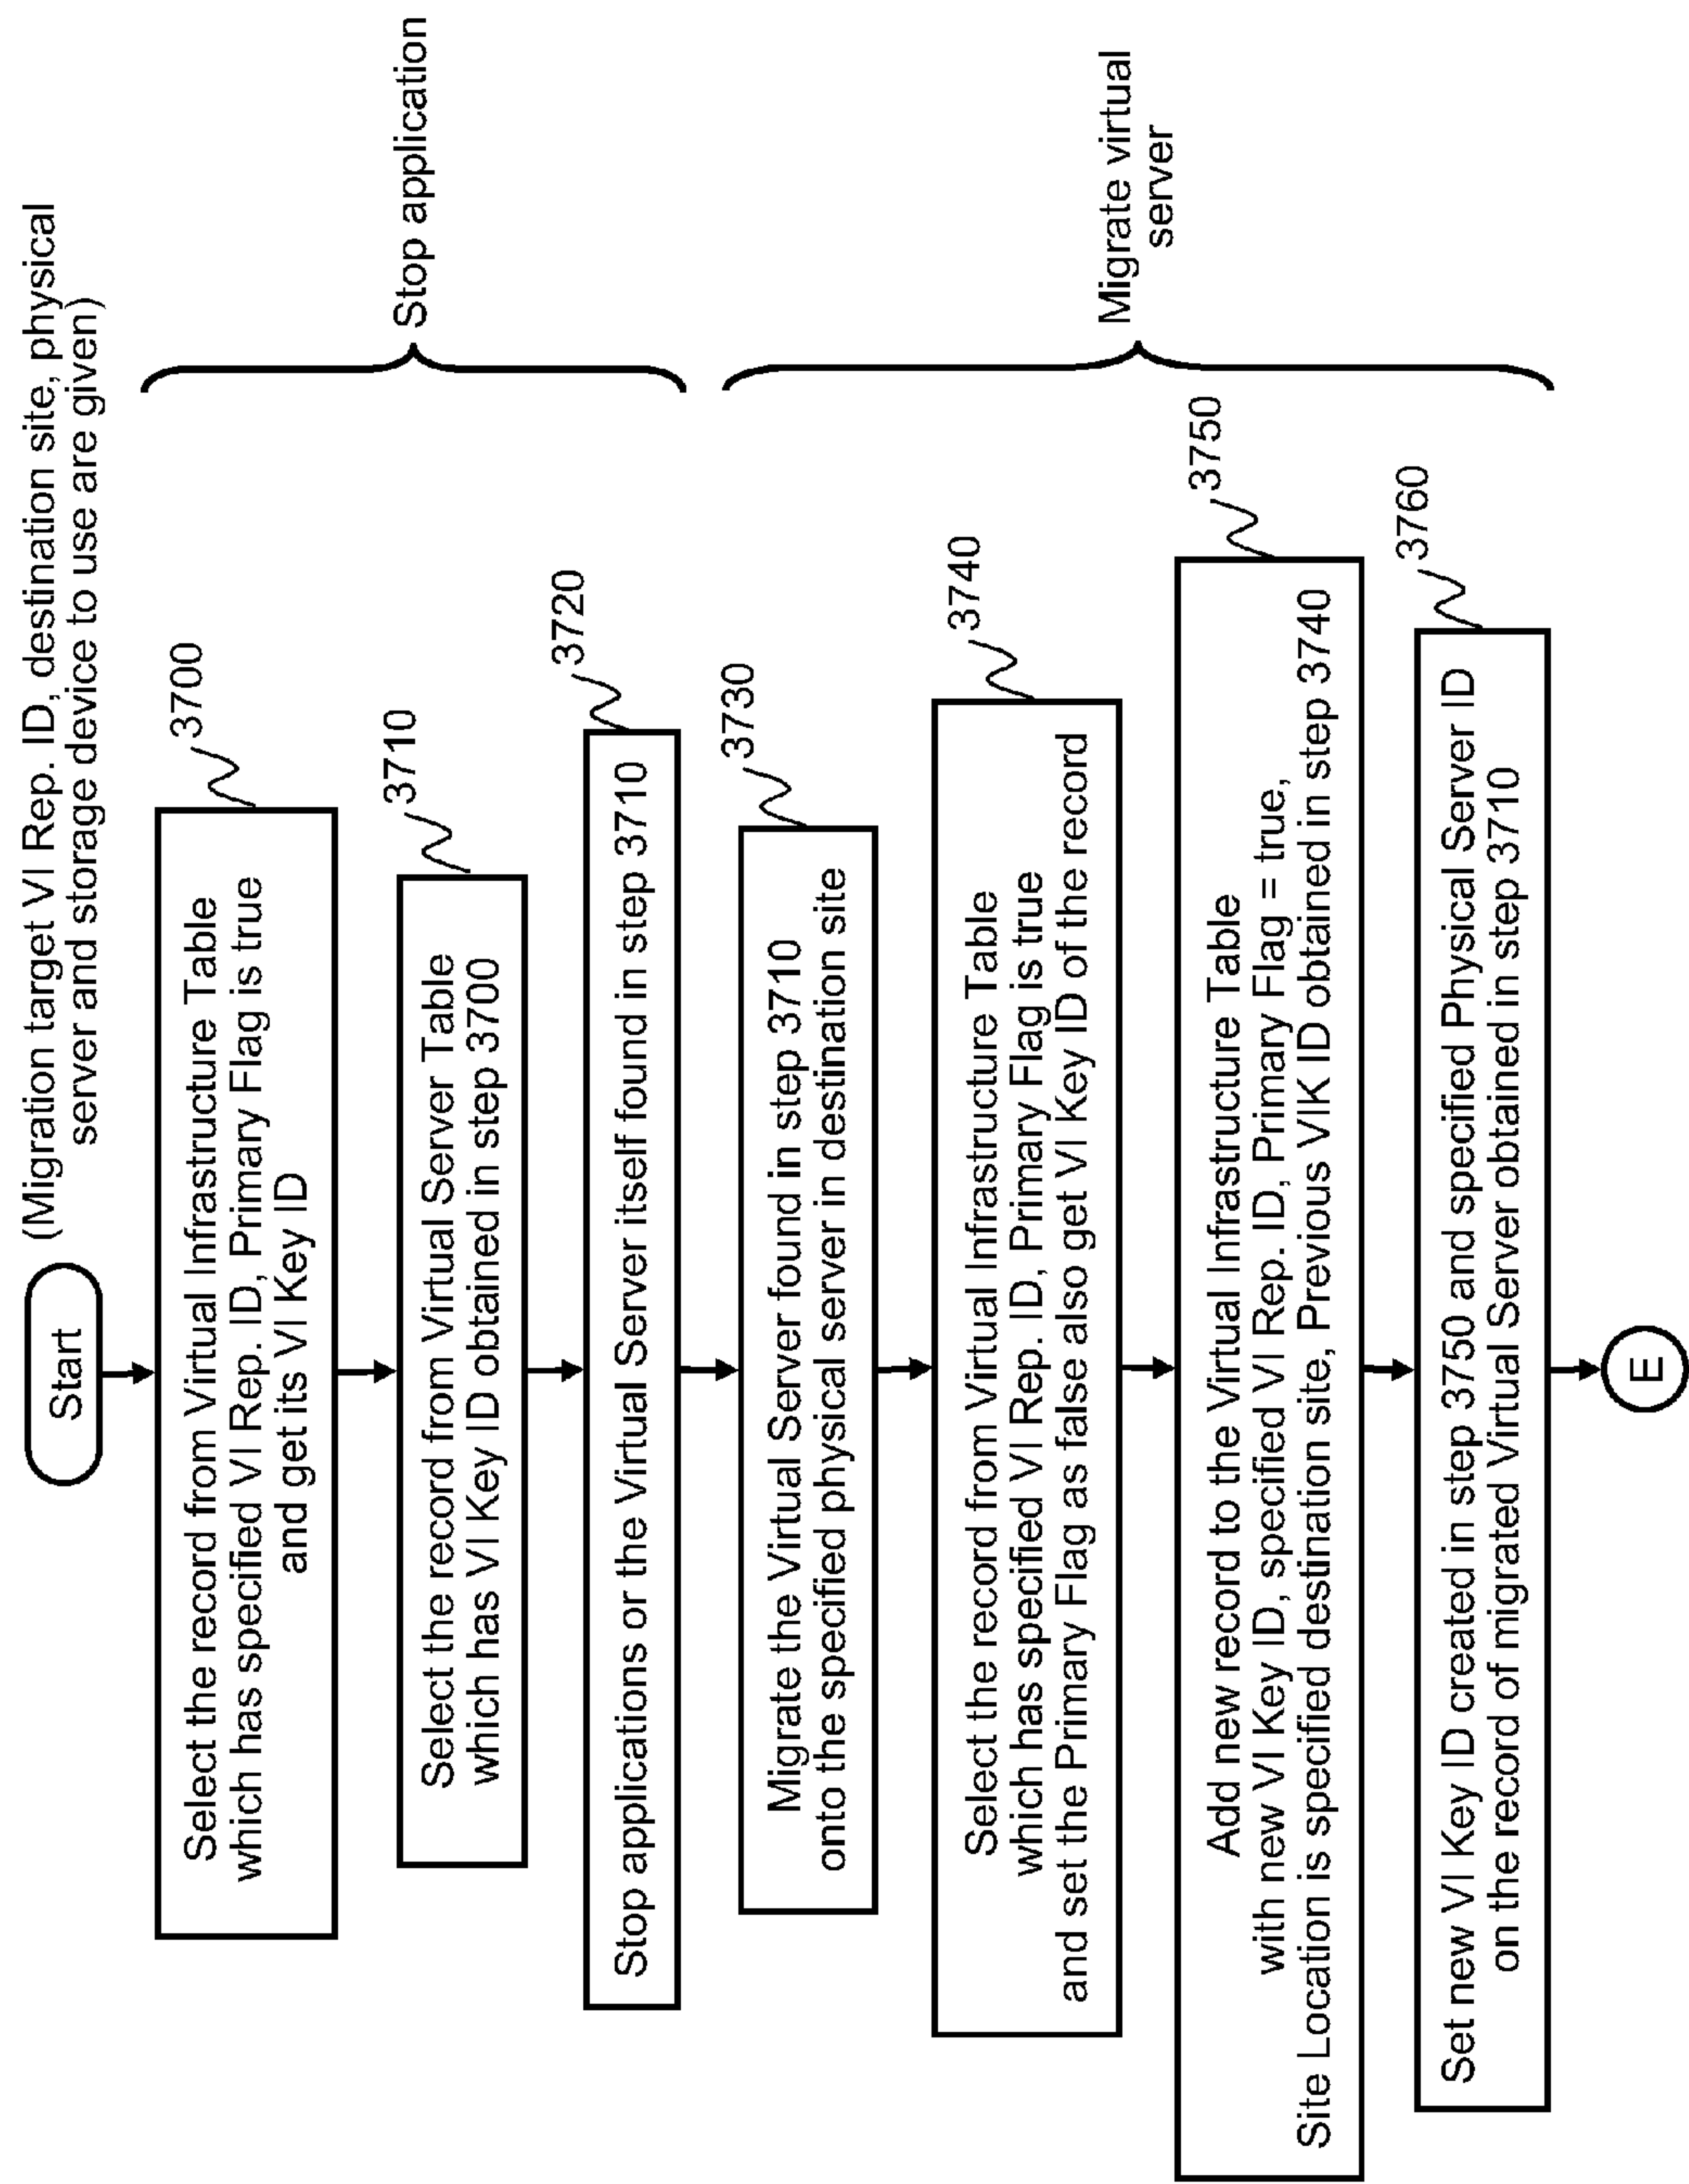 Start
(Migration target VI Rep. ID, destination site, physical
server and storage device to use are given)
3700
Select the record from Virtual Infrastructure Table
which has specified VI Rep. ID, Primary Flag is true
and get its VI Key ID
3710
Select the record from Virtual Server Table
which has VI Key ID obtained in step 3700
3720
Stop applications or the Virtual Server itself found in step 3710
Stop application
3730
Migrate the Virtual Server found in step 3710
onto the specified physical server in destination site
3740
Select the record from Virtual Infrastructure Table
which has specified VI Rep. ID, Primary Flag is true
and set the Primary Flag as false also get VI Key ID of the record
3750
Add new record to the Virtual Infrastructure Table
with new VI Key ID, specified VI Rep. ID, Primary Flag = true,
Site Location is specified destination site, Previous VIK ID obtained in step 3740
3760
Set new VI Key ID created in step 3750 and specified Physical Server ID
on the record of migrated Virtual Server obtained in step 3710
Migrate virtual
server
E